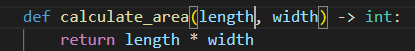 def calculate_area(length, width) -> int:
    return length * width